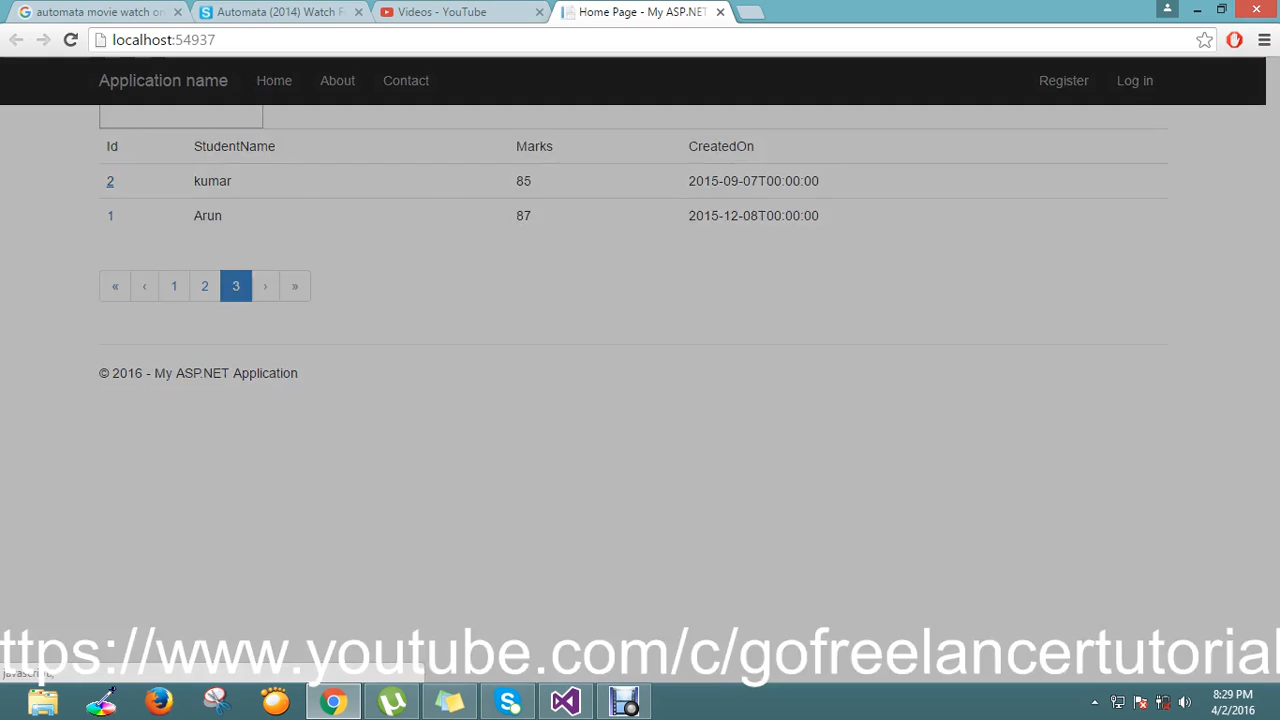 automata movie watch on
Automata (2014) Watch F
Videos - YouTube
Home Page - My ASP.NET
localhost:54937
Application name
Home
About
Contact
Register
Log in
Id StudentName Marks CreatedOn
2 kumar 85 2015-09-07T00:00:00
1 Arun 87 2015-12-08T00:00:00
« ‹ 1 2 3 › »
© 2016 - My ASP.NET Application
ttps://www.youtube.com/c/gofreelancertutorial
8:29 PM
4/2/2016